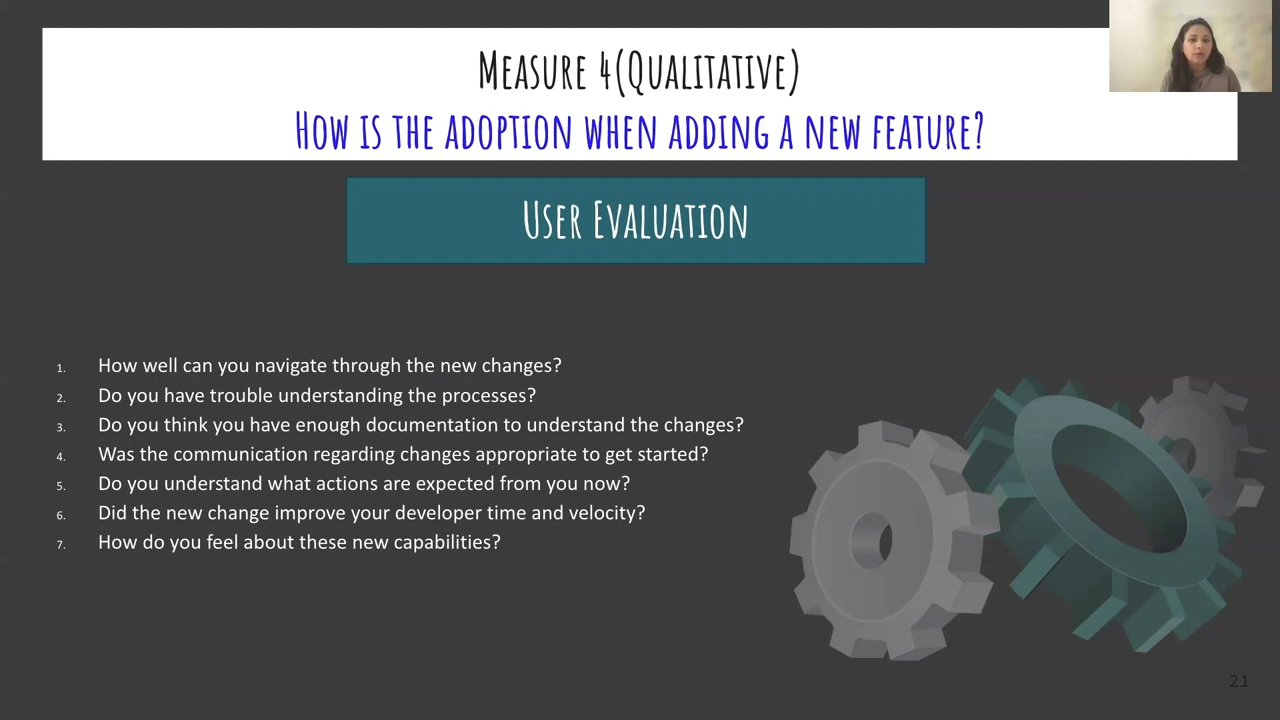 Measure 4(Qualitative)
How is the adoption when adding a new feature?
User Evaluation
1. How well can you navigate through the new changes?
2. Do you have trouble understanding the processes?
3. Do you think you have enough documentation to understand the changes?
4. Was the communication regarding changes appropriate to get started?
5. Do you understand what actions are expected from you now?
6. Did the new change improve your developer time and velocity?
7. How do you feel about these new capabilities?
21